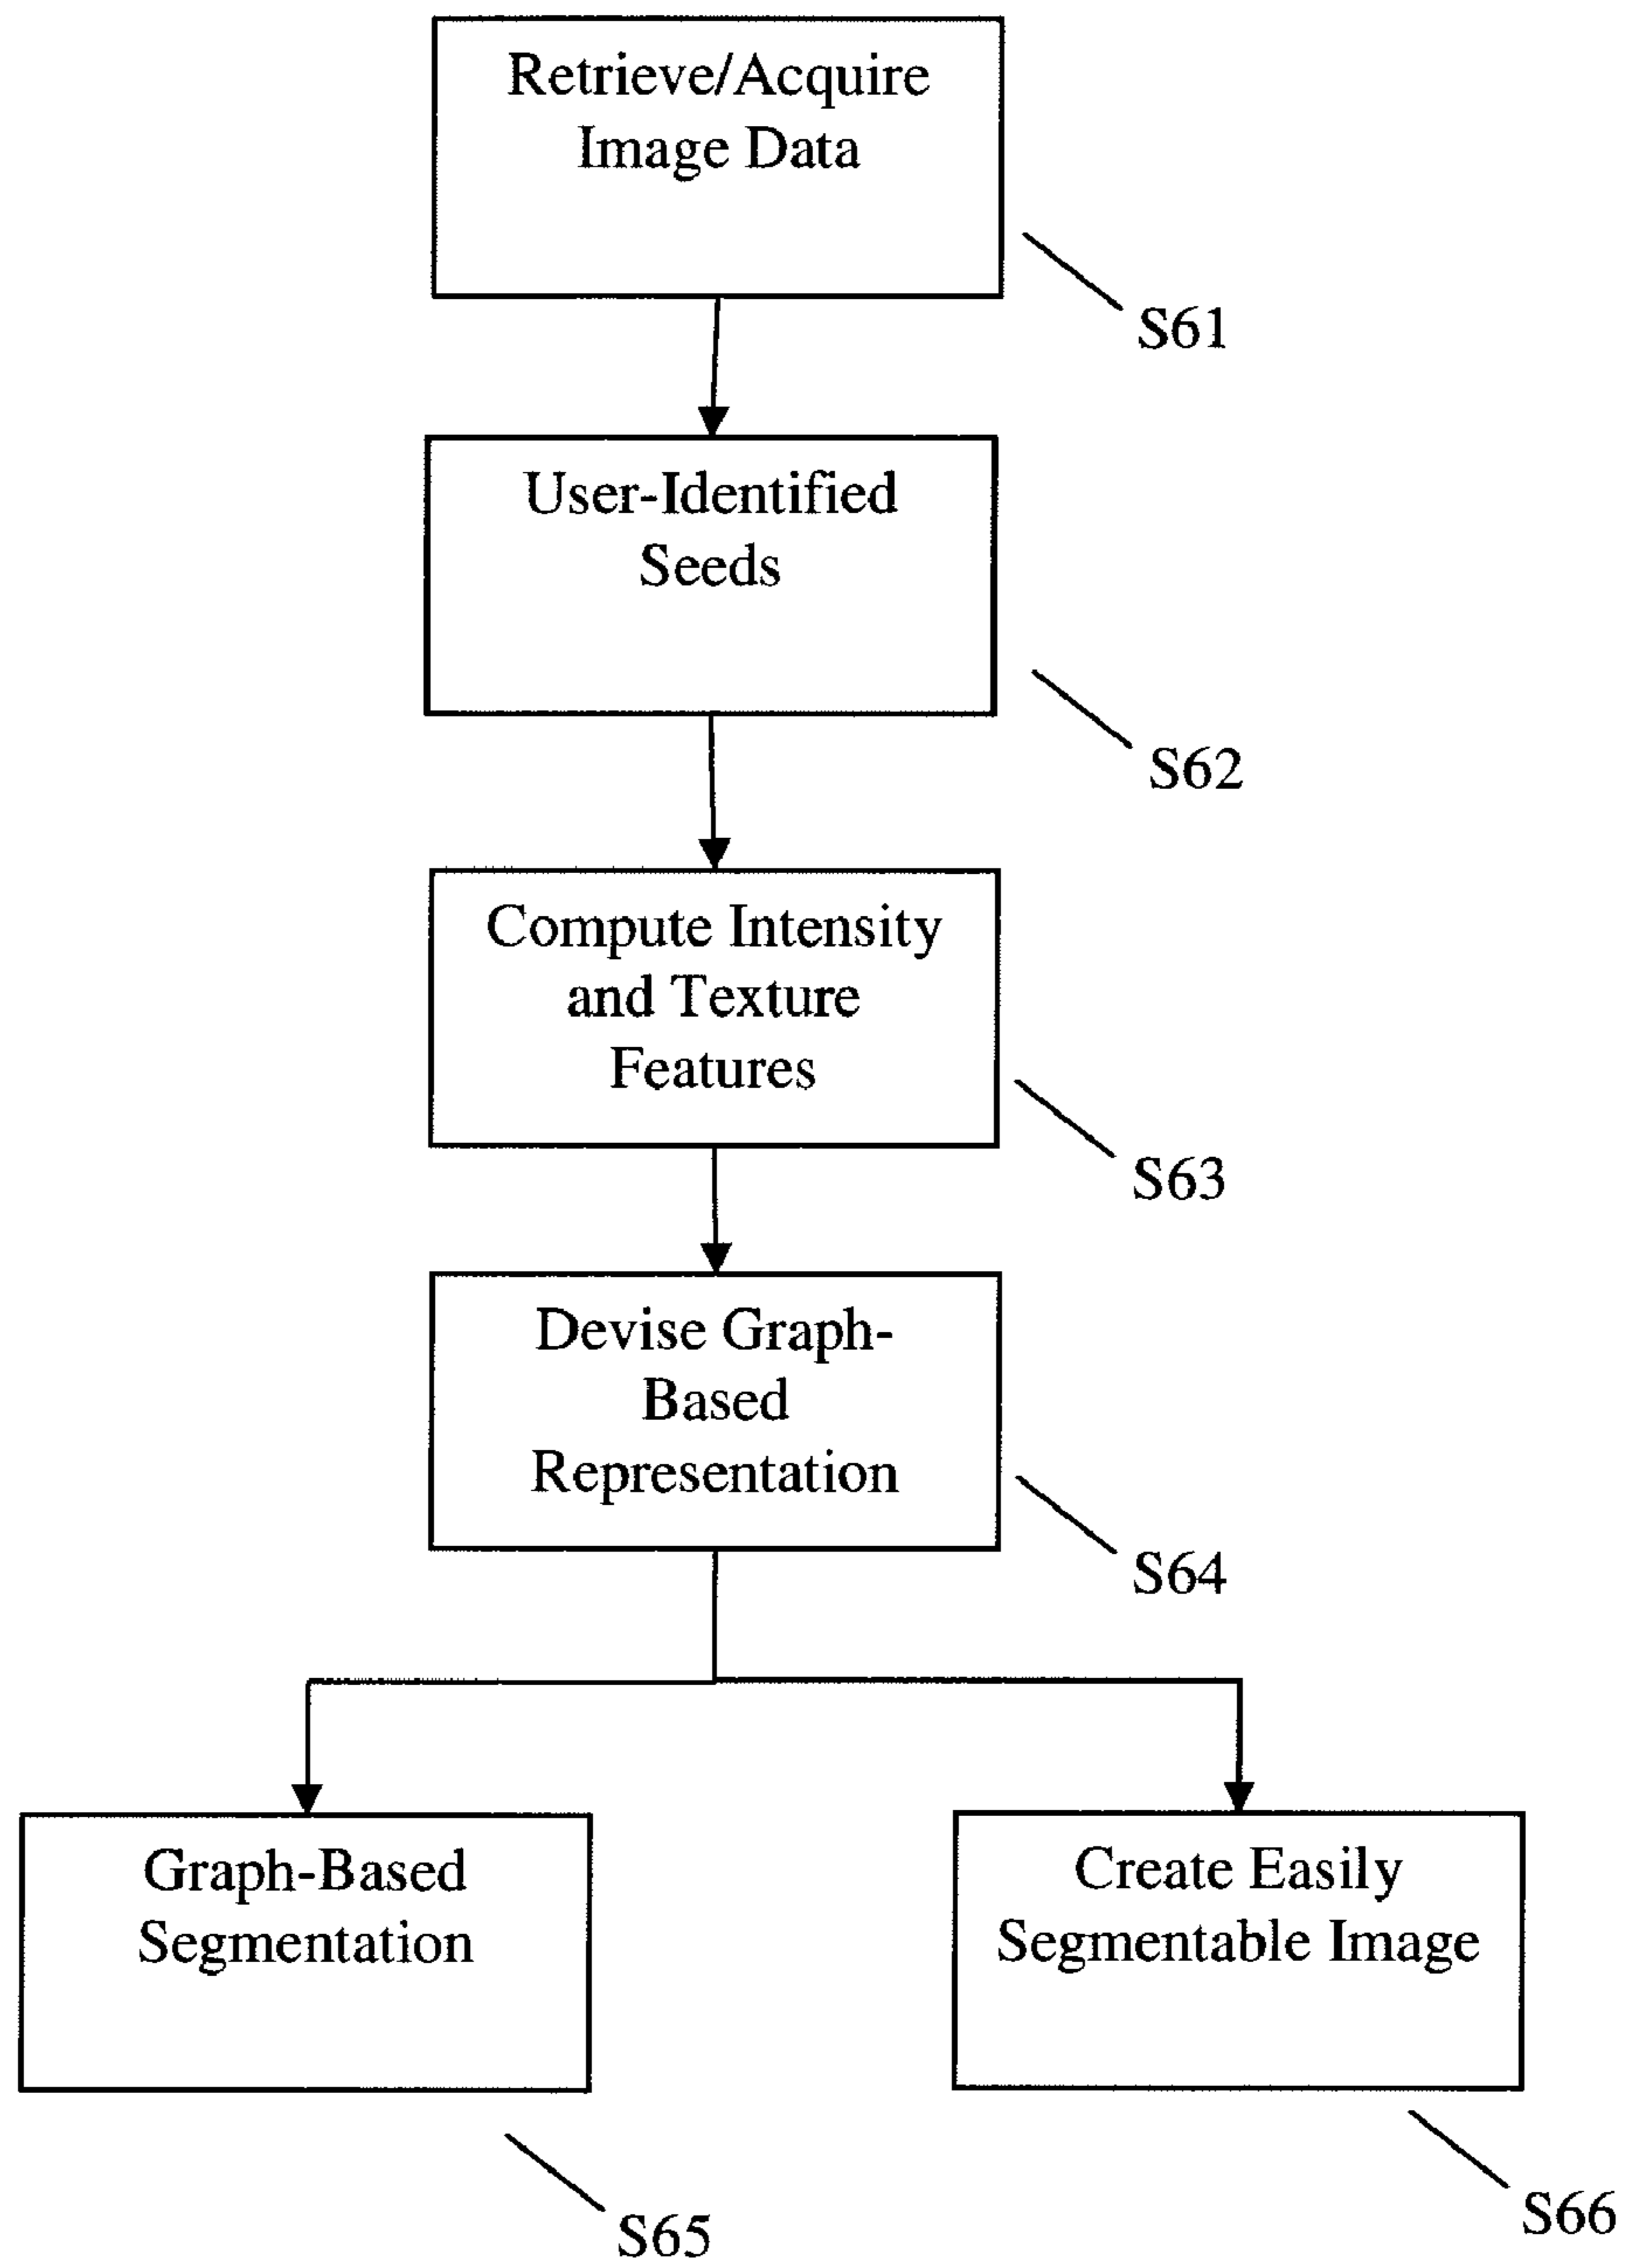 Retrieve/Acquire
Image Data
S61
User-Identified
Seeds
S62
Compute Intensity
and Texture
Features
S63
Devise Graph-
Based
Representation
S64
Graph-Based
Segmentation
S65
Create Easily
Segmentable Image
S66